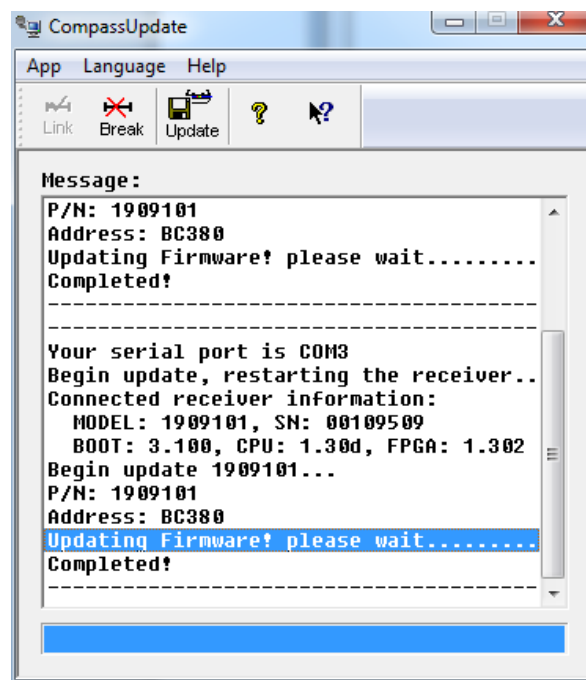 CompassUpdate
App Language Help
Link Break Update
Message:
P/N: 1909101
Address: BC380
Updating Firmware! please wait.........
Completed!
----------------------------------------
----------------------------------------
Your serial port is COM3
Begin update, restarting the receiver..
Connected receiver information:
MODEL: 1909101, SN: 00109509
BOOT: 3.100, CPU: 1.30d, FPGA: 1.302
Begin update 1909101...
P/N: 1909101
Address: BC380
Updating Firmware! please wait.........
Completed!
----------------------------------------